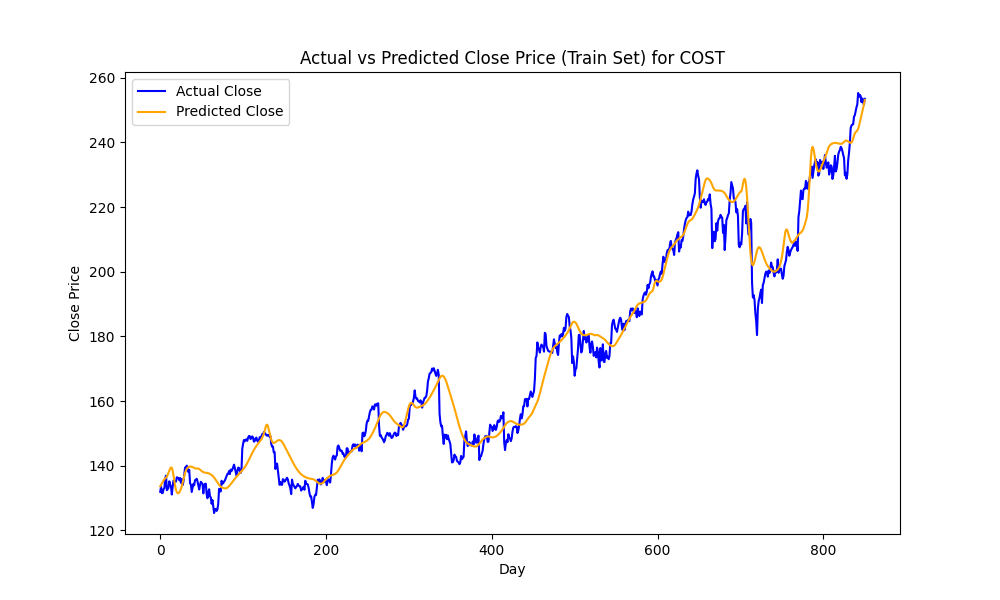 Actual vs Predicted Close Price (Train Set) for COST
Actual Close
Predicted Close
260
240
220
200
180
160
140
120
Close Price
0 200 400 600 800
Day